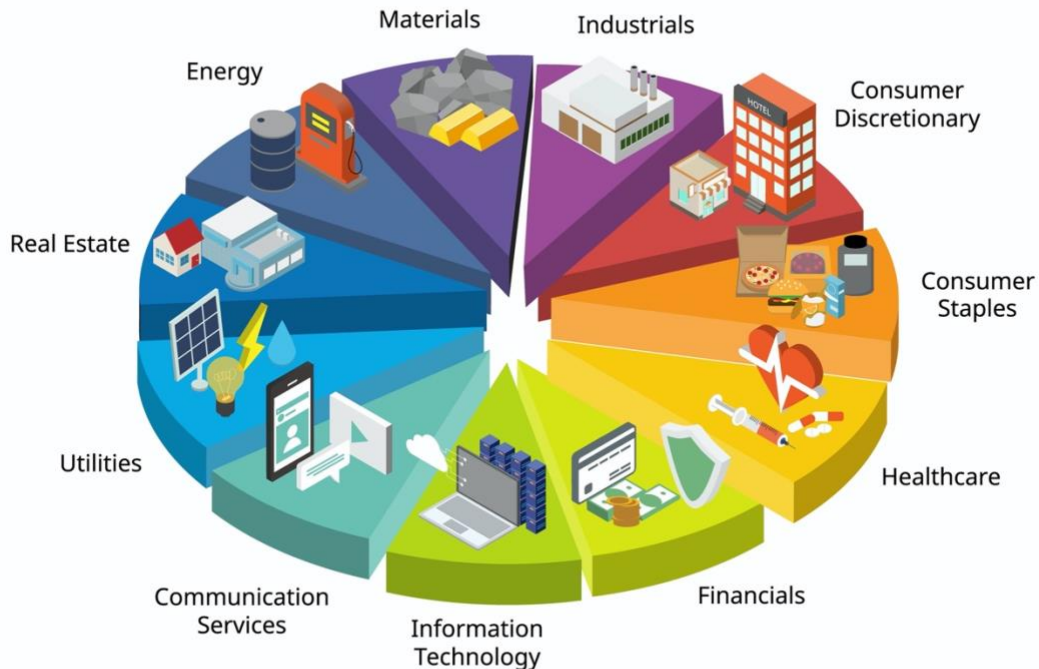 Materials
Industrials
Energy
Consumer
Discretionary
HOTEL
Real Estate
Consumer
Staples
Utilities
Healthcare
Communication
Services
Information
Technology
Financials